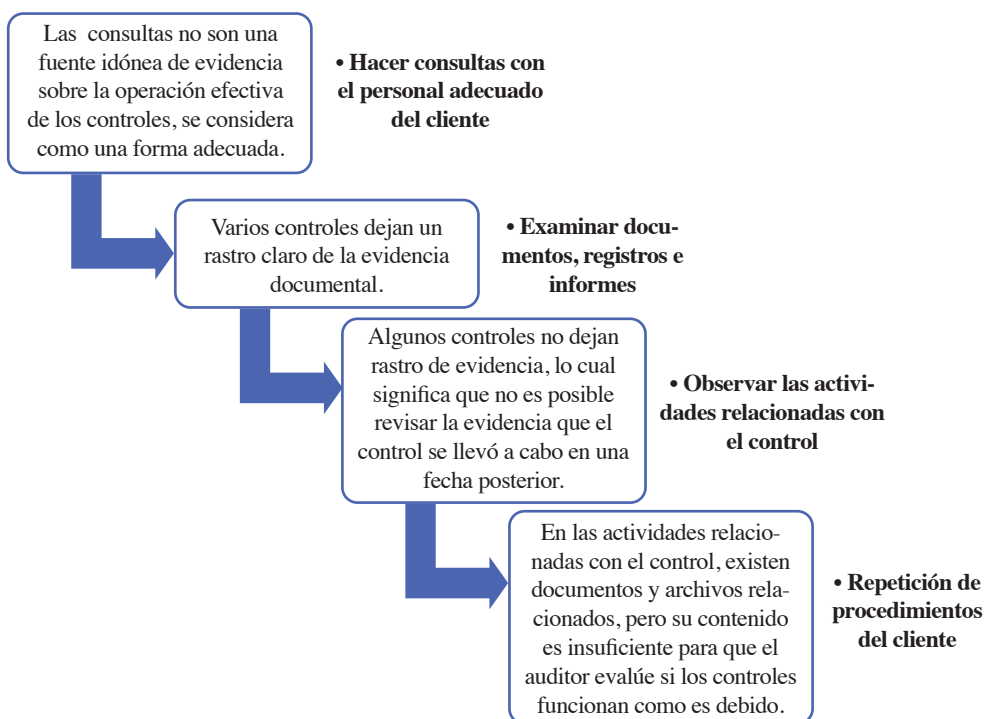 Las consultas no son una
fuente idónea de evidencia
sobre la operación efectiva
de los controles, se considera
como una forma adecuada.
• Hacer consultas con
el personal adecuado
del cliente
Varios controles dejan un
rastro claro de la evidencia
documental.
• Examinar docu-
mentos, registros e
informes
Algunos controles no dejan
rastro de evidencia, lo cual
significa que no es posible
revisar la evidencia que el
control se llevó a cabo en una
fecha posterior.
• Observar las activi-
dades relacionadas con
el control
En las actividades relacio-
nadas con el control, existen
documentos y archivos rela-
cionados, pero su contenido
es insuficiente para que el
auditor evalúe si los controles
funcionan como es debido.
• Repetición de
procedimientos
del cliente